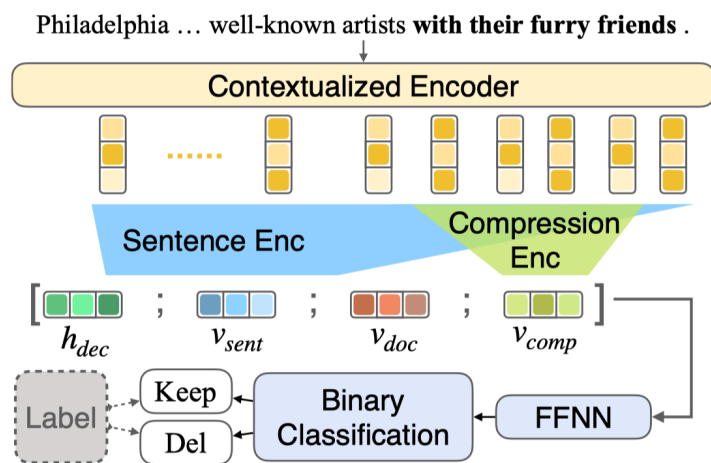 Philadelphia … well-known artists with their furry friends .
Contextualized Encoder
Sentence Enc
Compression
Enc
[ ; ; ; ]
h_dec v_sent v_doc v_comp
Label
Keep
Del
Binary
Classification
FFNN